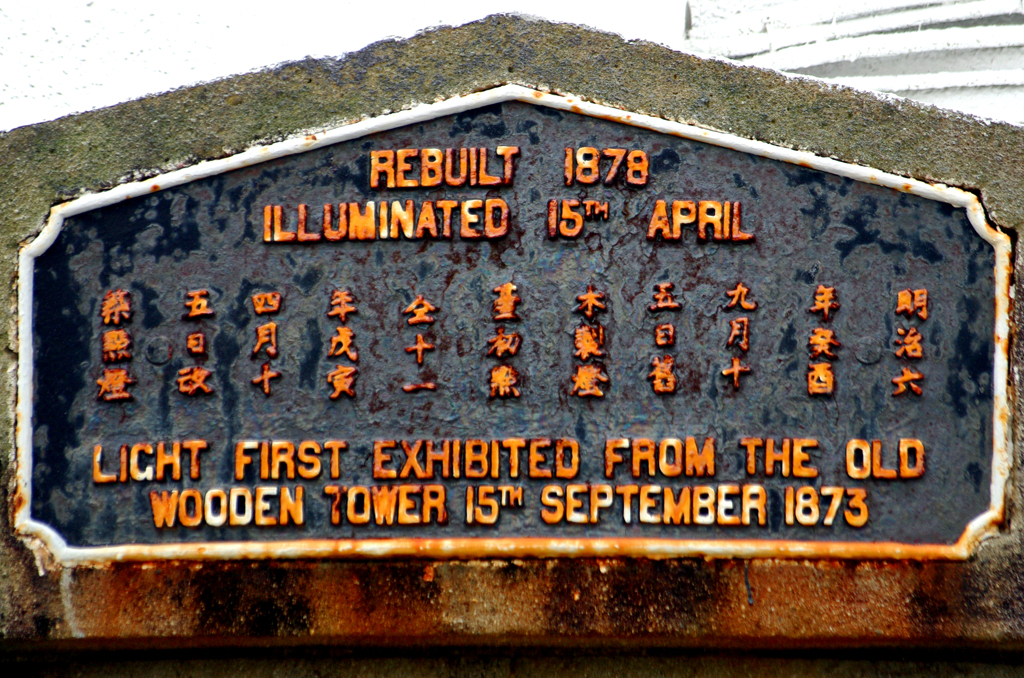 REBUILT 1878
ILLUMINATED 15TH APRIL
明治六
年癸酉
九月十
五日舊
木製燈
臺初點
仝十一
年戊寅
四月十
五日改
築點燈
LIGHT FIRST EXHIBITED FROM THE OLD
WOODEN TOWER 15TH SEPTEMBER 1873